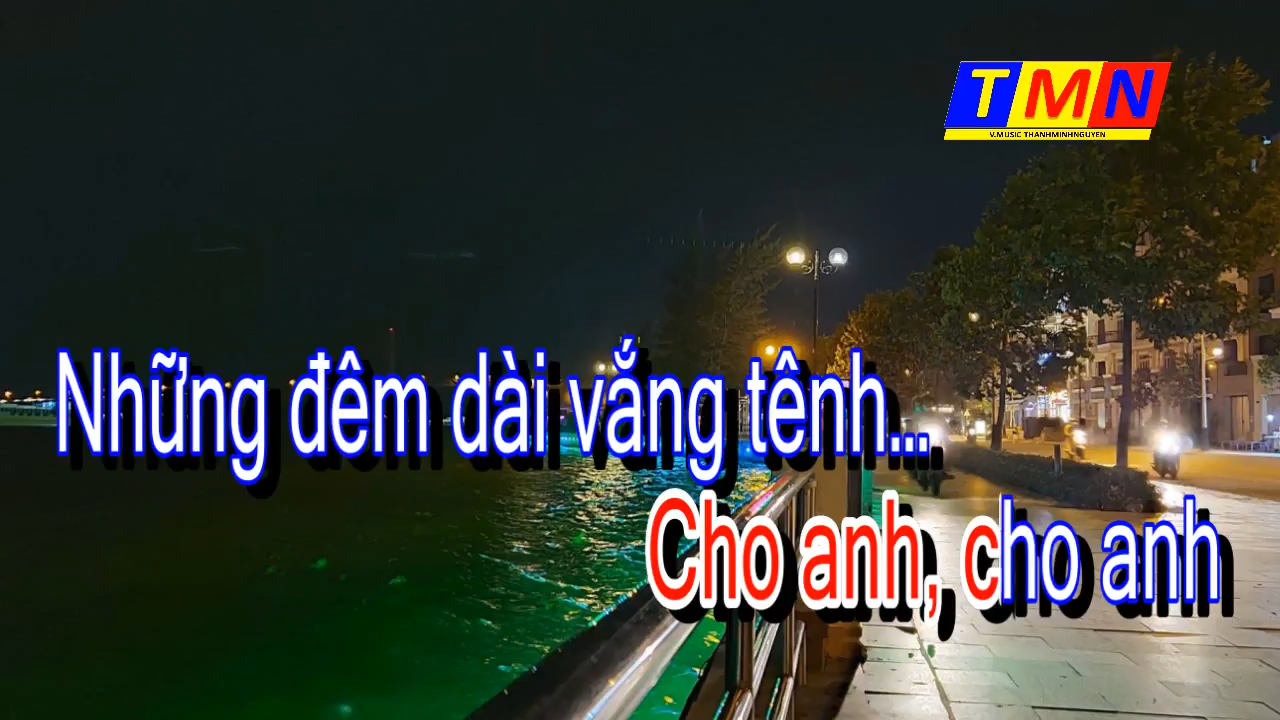 TMN
V.MUSIC THANHMINHNGUYEN
Những đêm dài vắng tênh...
Cho anh, cho anh